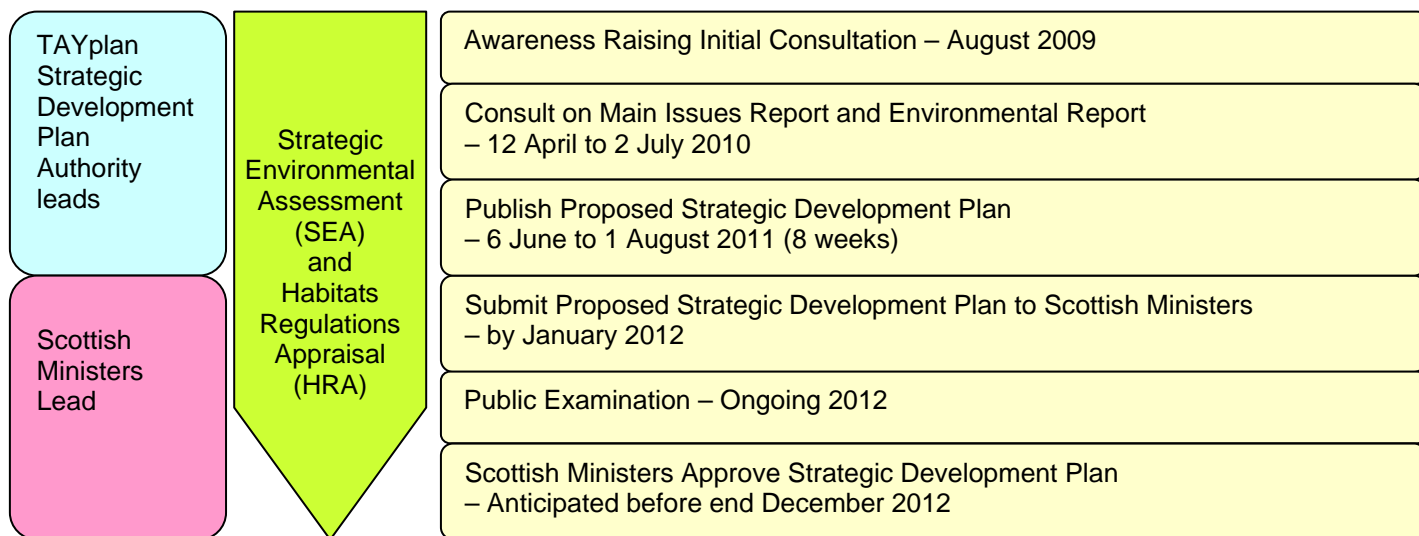 TAYplan
Strategic
Development
Plan
Authority
leads
Scottish
Ministers
Lead
Strategic
Environmental
Assessment
(SEA)
and
Habitats
Regulations
Appraisal
(HRA)
Awareness Raising Initial Consultation – August 2009
Consult on Main Issues Report and Environmental Report
– 12 April to 2 July 2010
Publish Proposed Strategic Development Plan
– 6 June to 1 August 2011 (8 weeks)
Submit Proposed Strategic Development Plan to Scottish Ministers
– by January 2012
Public Examination – Ongoing 2012
Scottish Ministers Approve Strategic Development Plan
– Anticipated before end December 2012